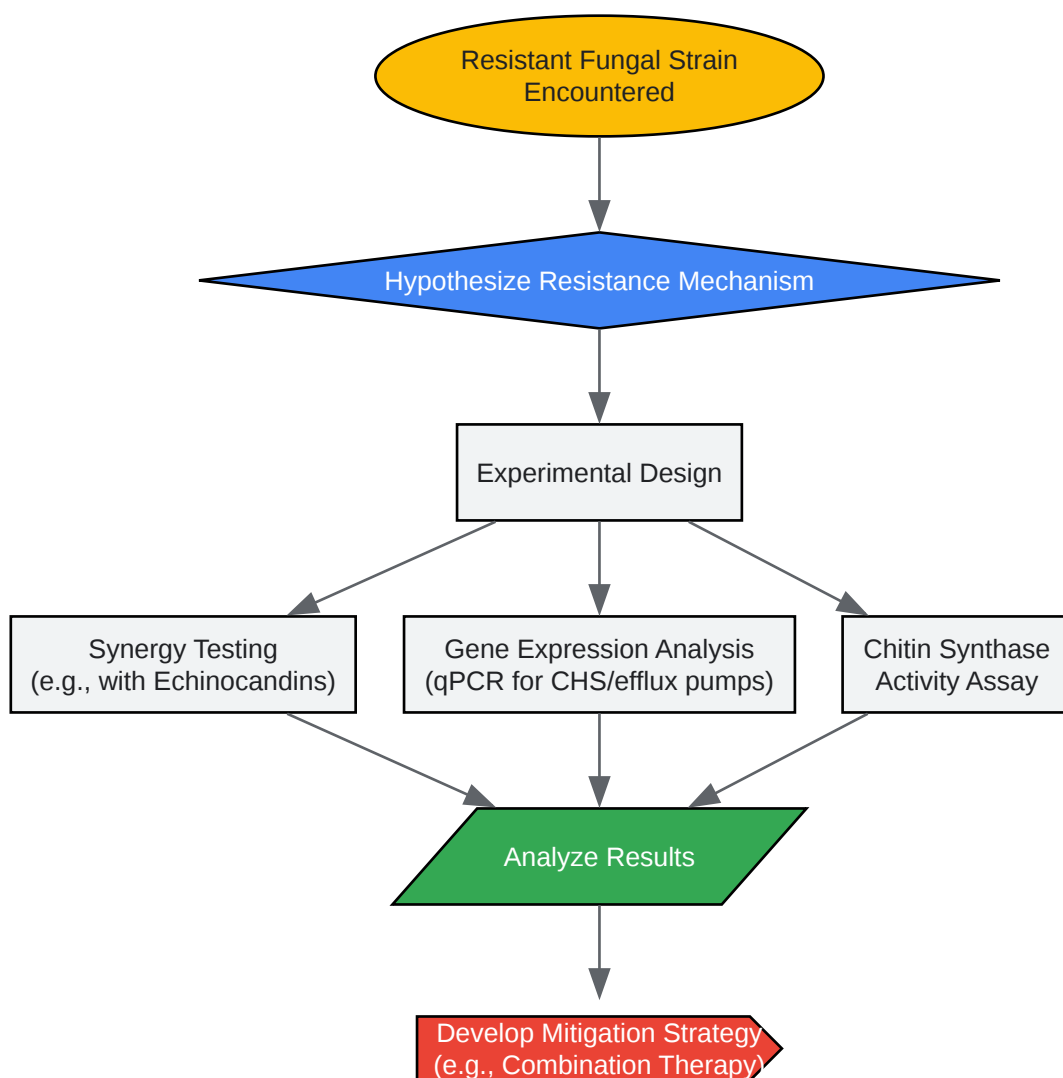 Resistant Fungal Strain
Encountered
Hypothesize Resistance Mechanism
Experimental Design
Synergy Testing
(e.g., with Echinocandins)
Gene Expression Analysis
(qPCR for CHS/efflux pumps)
Chitin Synthase
Activity Assay
Analyze Results
Develop Mitigation Strategy
(e.g., Combination Therapy)